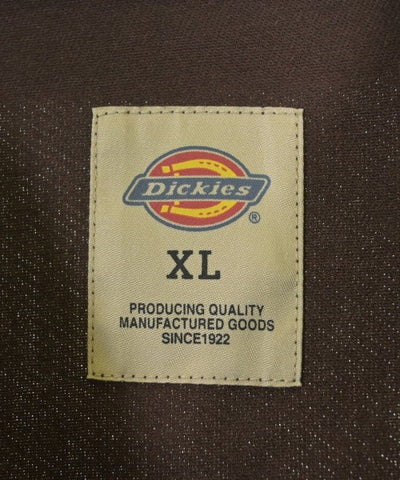 Dickies
®
XL
PRODUCING QUALITY
MANUFACTURED GOODS
SINCE1922